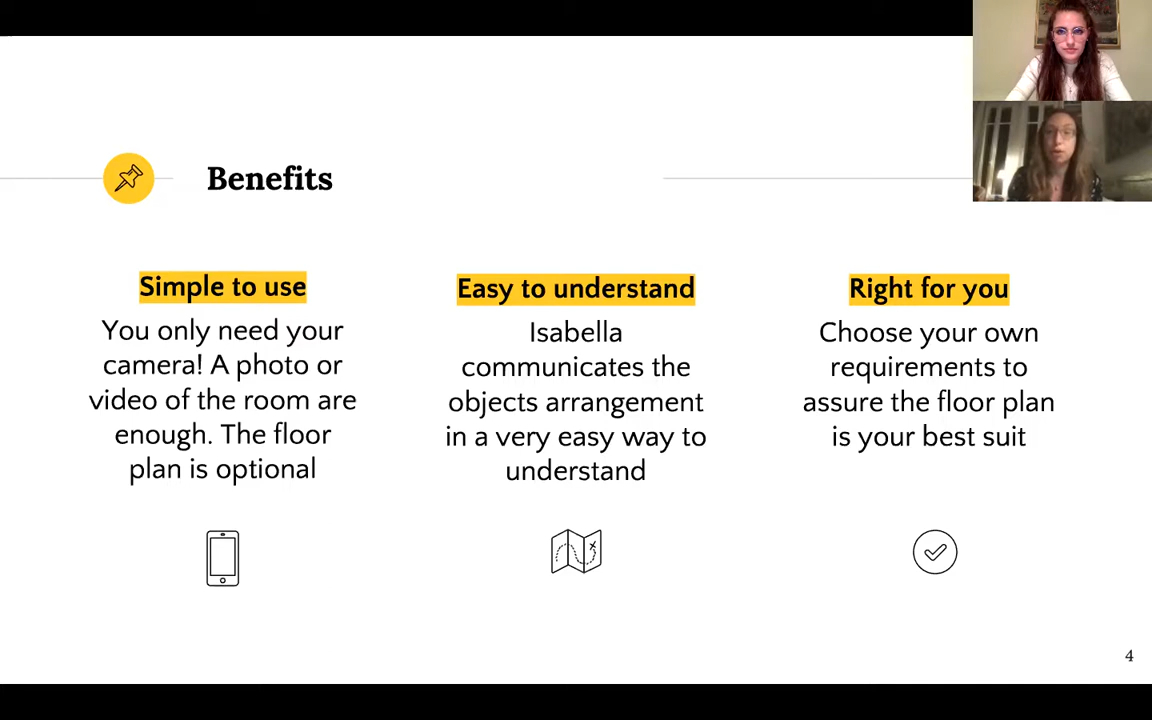 Benefits
Simple to use
You only need your
camera! A photo or
video of the room are
enough. The floor
plan is optional
Easy to understand
Isabella
communicates the
objects arrangement
in a very easy way to
understand
Right for you
Choose your own
requirements to
assure the floor plan
is your best suit
4